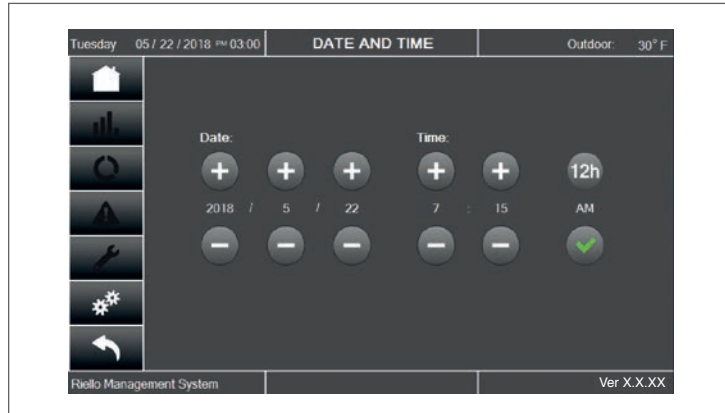 Tuesday 05 / 22 / 2018 PM 03:00 DATE AND TIME Outdoor: 30° F
Date: Time:
12h
2018 / 5 / 22 7 : 15 AM
Riello Management System Ver X.X.XX